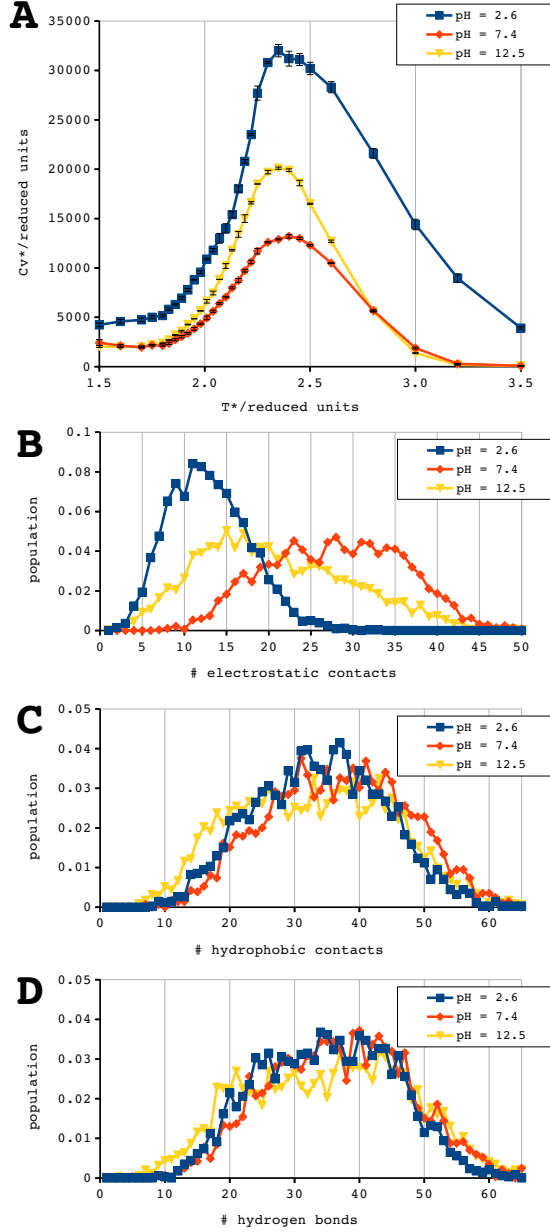 A
pH = 2.6
pH = 7.4
pH = 12.5
35000
30000
25000
20000
15000
10000
5000
0
Cv*/reduced units
1.5 2.0 2.5 3.0 3.5
T*/reduced units
B
pH = 2.6
pH = 7.4
pH = 12.5
0.1
0.08
0.06
0.04
0.02
0
population
0 5 10 15 20 25 30 35 40 45 50
# electrostatic contacts
C
pH = 2.6
pH = 7.4
pH = 12.5
0.05
0.04
0.03
0.02
0.01
0
population
0 10 20 30 40 50 60
# hydrophobic contacts
D
pH = 2.6
pH = 7.4
pH = 12.5
0.05
0.04
0.03
0.02
0.01
0
population
0 10 20 30 40 50 60
# hydrogen bonds